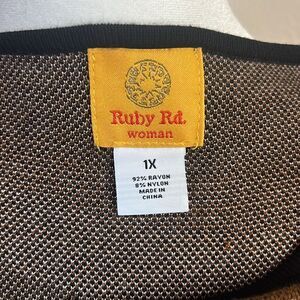 Ruby Rd.
woman
1X
92% RAYON
8% NYLON
MADE IN
CHINA